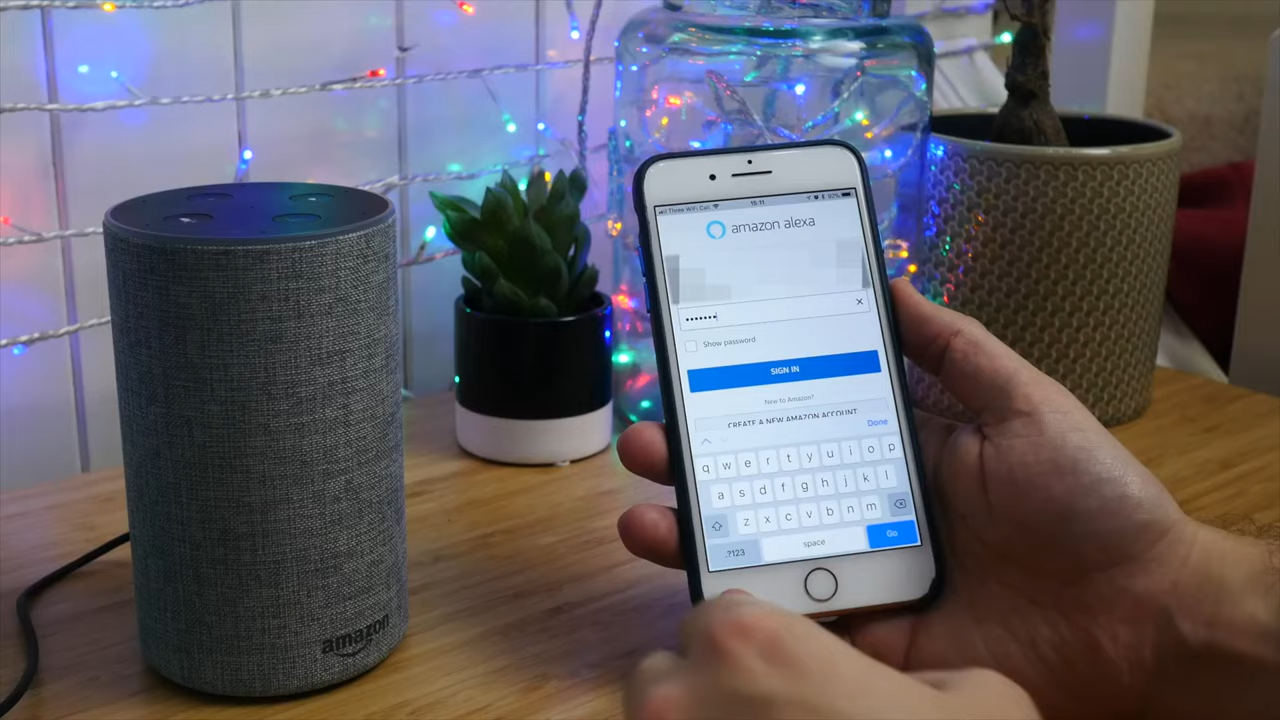 Three WiFi Call 15:11 92%
amazon alexa
•••••••
Show password
SIGN IN
New to Amazon?
CREATE A NEW AMAZON ACCOUNT
Done
q w e r t y u i o p
a s d f g h j k l
z x c v b n m
.?123 space Go
amazon